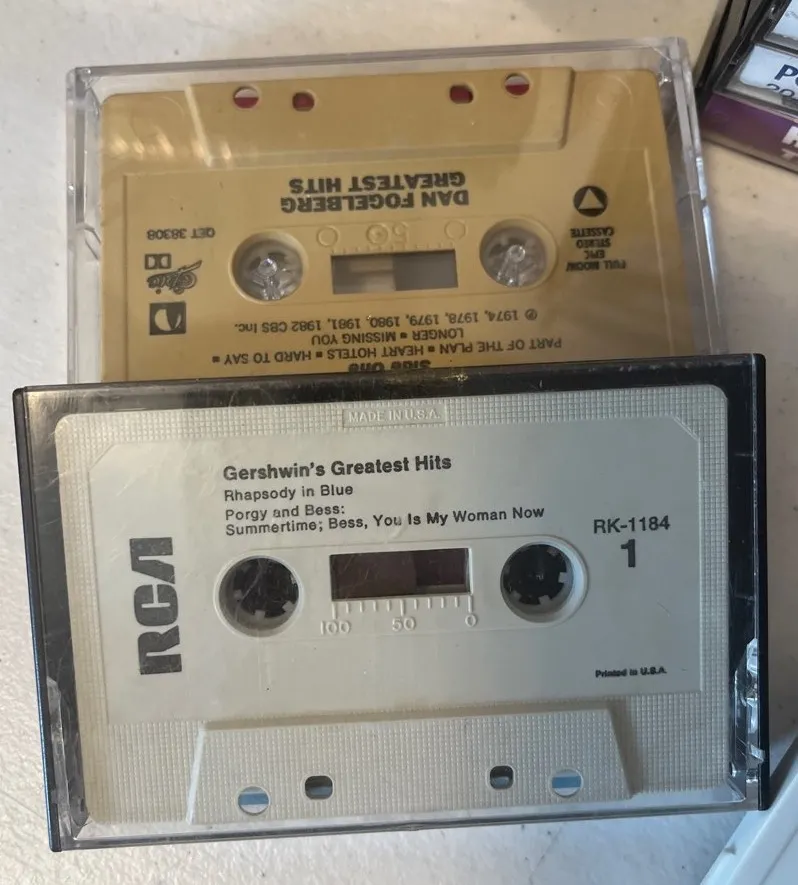 DAN FOGELBERG
GREATEST HITS
QET 38308
FULL MOON/
EPIC
STEREO
CASSETTE
Epic
DD
50
℗ 1974, 1978, 1979, 1980, 1981, 1982 CBS Inc.
LONGER ■ MISSING YOU
PART OF THE PLAN ■ HEART HOTELS ■ HARD TO SAY ■
Side One
MADE IN U.S.A.
Gershwin's Greatest Hits
Rhapsody in Blue
Porgy and Bess:
Summertime; Bess, You Is My Woman Now
RK-1184
1
RCA
100 50 0
Printed in U.S.A.